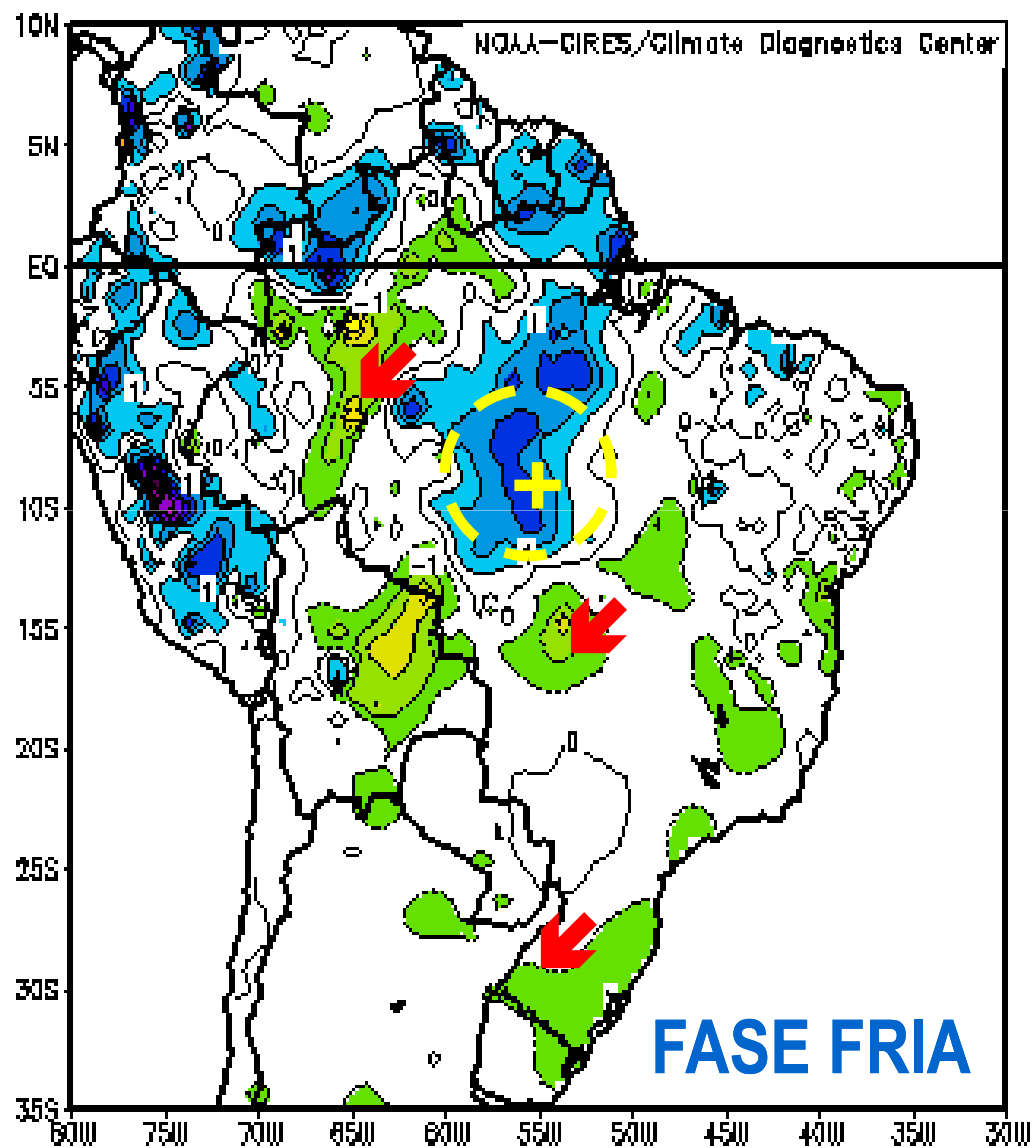 10N
NOAA-CIRES/Climate Diagnostics Center
5N
EQ
5S
10S
15S
20S
25S
30S
35S
FASE FRIA
80W 75W 70W 65W 60W 55W 50W 45W 40W 35W 30W